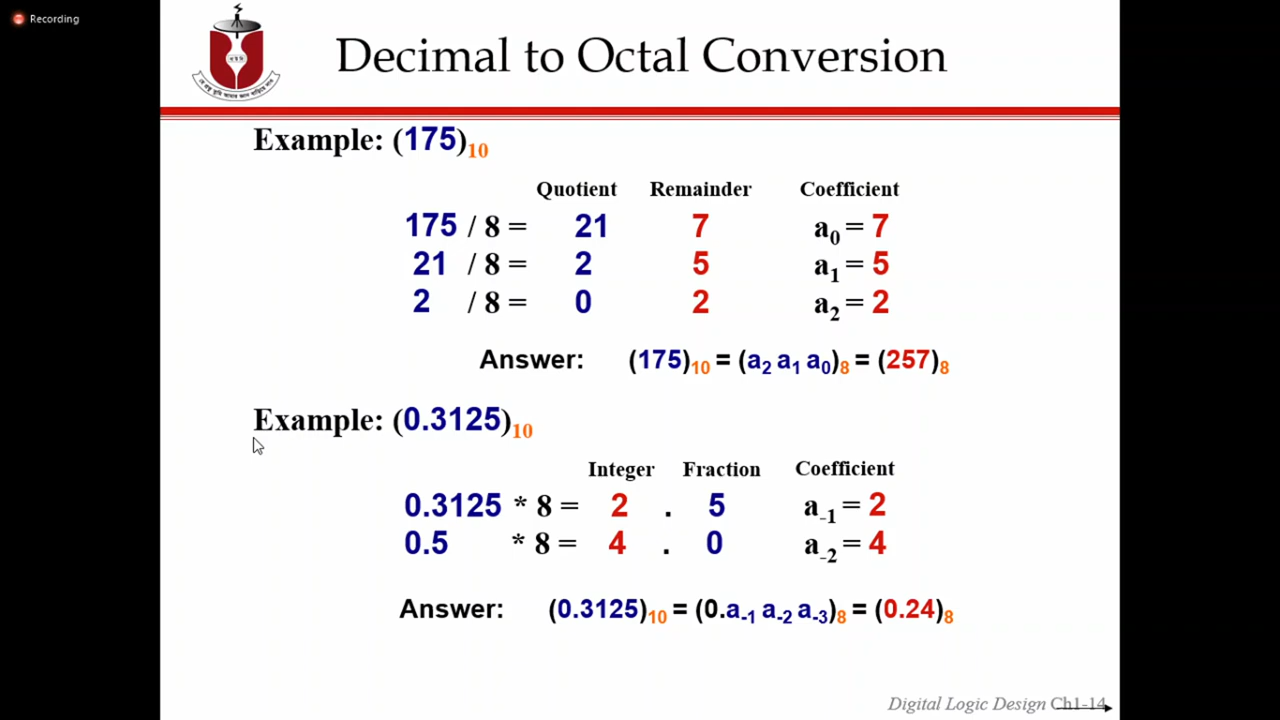 Recording
Decimal to Octal Conversion
Example: (175)10
Quotient Remainder Coefficient
175 / 8 = 21 7 a0 = 7
21 / 8 = 2 5 a1 = 5
2 / 8 = 0 2 a2 = 2
Answer: (175)10 = (a2 a1 a0)8 = (257)8
Example: (0.3125)10
Integer Fraction Coefficient
0.3125 * 8 = 2 . 5 a-1 = 2
0.5 * 8 = 4 . 0 a-2 = 4
Answer: (0.3125)10 = (0.a-1 a-2 a-3)8 = (0.24)8
Digital Logic Design Ch1-14